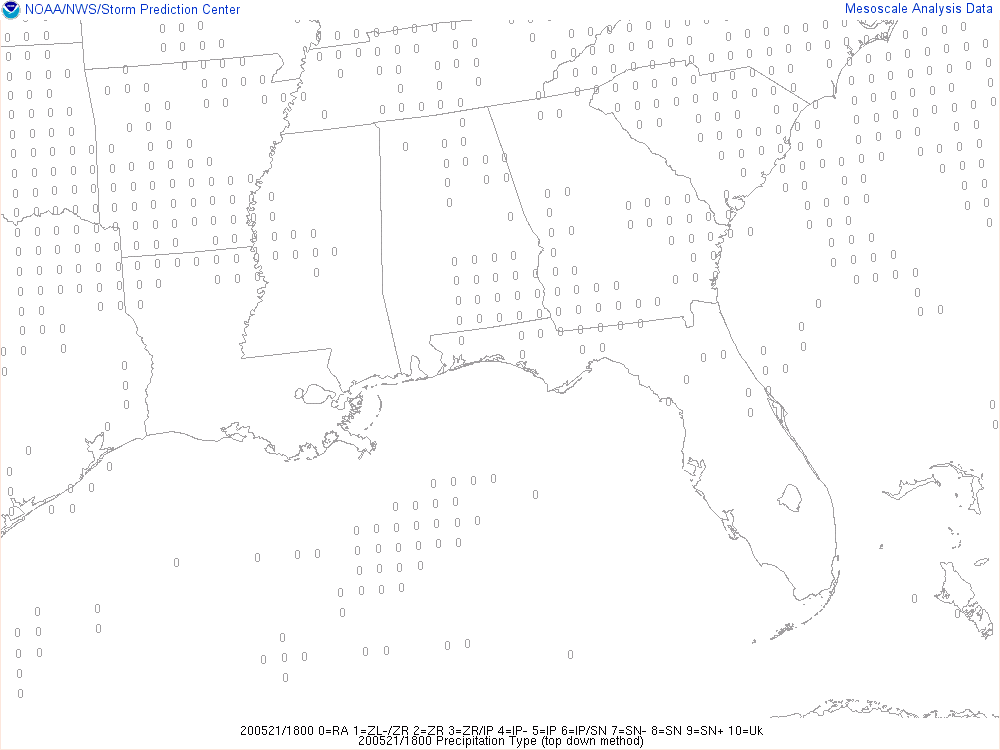 NOAA/NWS/Storm Prediction Center
Mesoscale Analysis Data
200521/1800 0=RA 1=ZL-/ZR 2=ZR 3=ZR/IP 4=IP- 5=IP 6=IP/SN 7=SN- 8=SN 9=SN+ 10=Uk
200521/1800 Precipitation Type (top down method)